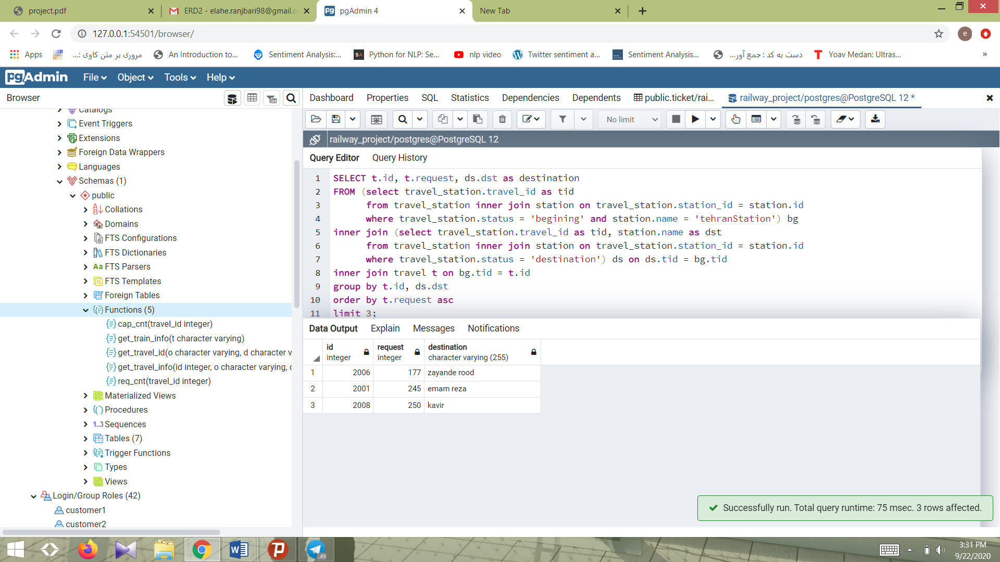 project.pdf
ERD2 - elahe.ranjbari98@gmail.c
pgAdmin 4
New Tab
127.0.0.1:54501/browser/
e
Apps
مروری بر متن کاوی :...
An Introduction to...
Sentiment Analysis:...
SA Python for NLP: Se...
nlp video
Twitter sentiment a...
Sentiment Analysis...
دست به کد : جمع آور...
T Yoav Medan: Ultras...
»
pgAdmin
File
Object
Tools
Help
Browser
Dashboard
Properties
SQL
Statistics
Dependencies
Dependents
public.ticket/rai...
railway_project/postgres@PostgreSQL 12 *
No limit
railway_project/postgres@PostgreSQL 12
Query Editor
Query History
1 SELECT t.id, t.request, ds.dst as destination
2 FROM (select travel_station.travel_id as tid
3 from travel_station inner join station on travel_station.station_id = station.id
4 where travel_station.status = 'begining' and station.name = 'tehranStation') bg
5 inner join (select travel_station.travel_id as tid, station.name as dst
6 from travel_station inner join station on travel_station.station_id = station.id
7 where travel_station.status = 'destination') ds on ds.tid = bg.tid
8 inner join travel t on bg.tid = t.id
9 group by t.id, ds.dst
10 order by t.request asc
11 limit 3;
Data Output
Explain
Messages
Notifications
id integer
request integer
destination character varying (255)
1 2006 177 zayande rood
2 2001 245 emam reza
3 2008 250 kavir
Catalogs
Event Triggers
Extensions
Foreign Data Wrappers
Languages
Schemas (1)
public
Collations
Domains
FTS Configurations
FTS Dictionaries
Aa FTS Parsers
FTS Templates
Foreign Tables
Functions (5)
cap_cnt(travel_id integer)
get_train_info(t character varying)
get_travel_id(o character varying, d character v
get_travel_info(id integer, o character varying, d
req_cnt(travel_id integer)
Materialized Views
Procedures
1..3 Sequences
Tables (7)
Trigger Functions
Types
Views
Login/Group Roles (42)
customer1
customer2
Successfully run. Total query runtime: 75 msec. 3 rows affected.
..49
3:31 PM
9/22/2020